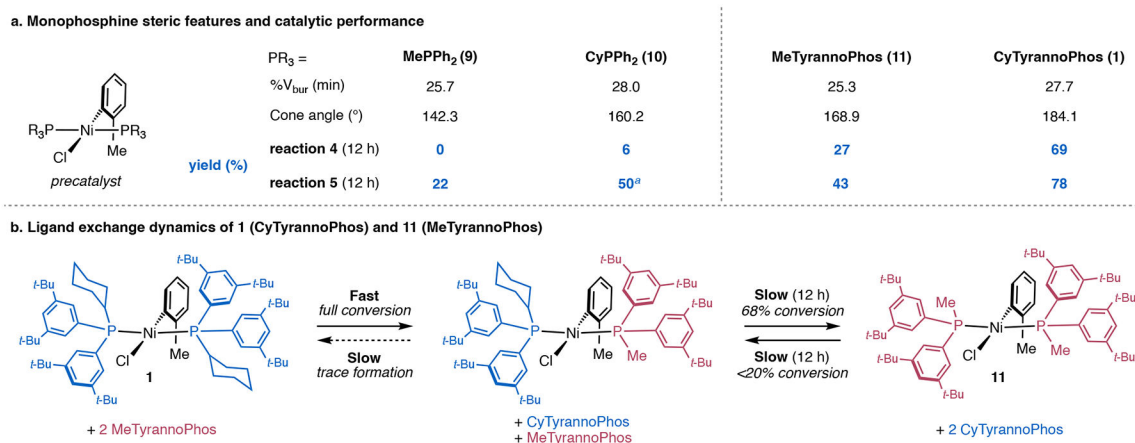 a. Monophosphine steric features and catalytic performance
PR3 = MePPh2 (9) CyPPh2 (10) MeTyrannoPhos (11) CyTyrannoPhos (1)
%Vbur (min) 25.7 28.0 25.3 27.7
Cone angle (º) 142.3 160.2 168.9 184.1
R3P Ni PR3
Cl Me
precatalyst
yield (%)
reaction 4 (12 h) 0 6 27 69
reaction 5 (12 h) 22 50a 43 78
b. Ligand exchange dynamics of 1 (CyTyrannoPhos) and 11 (MeTyrannoPhos)
t-Bu t-Bu t-Bu t-Bu P Ni P Cl Me t-Bu t-Bu t-Bu t-Bu
1
+ 2 MeTyrannoPhos
Fast
full conversion
Slow
trace formation
t-Bu t-Bu t-Bu t-Bu P Ni P Cl Me Me t-Bu t-Bu t-Bu t-Bu
+ CyTyrannoPhos
+ MeTyrannoPhos
Slow (12 h)
68% conversion
Slow (12 h)
<20% conversion
t-Bu t-Bu t-Bu t-Bu Me P Ni P Cl Me Me t-Bu t-Bu t-Bu t-Bu
11
+ 2 CyTyrannoPhos